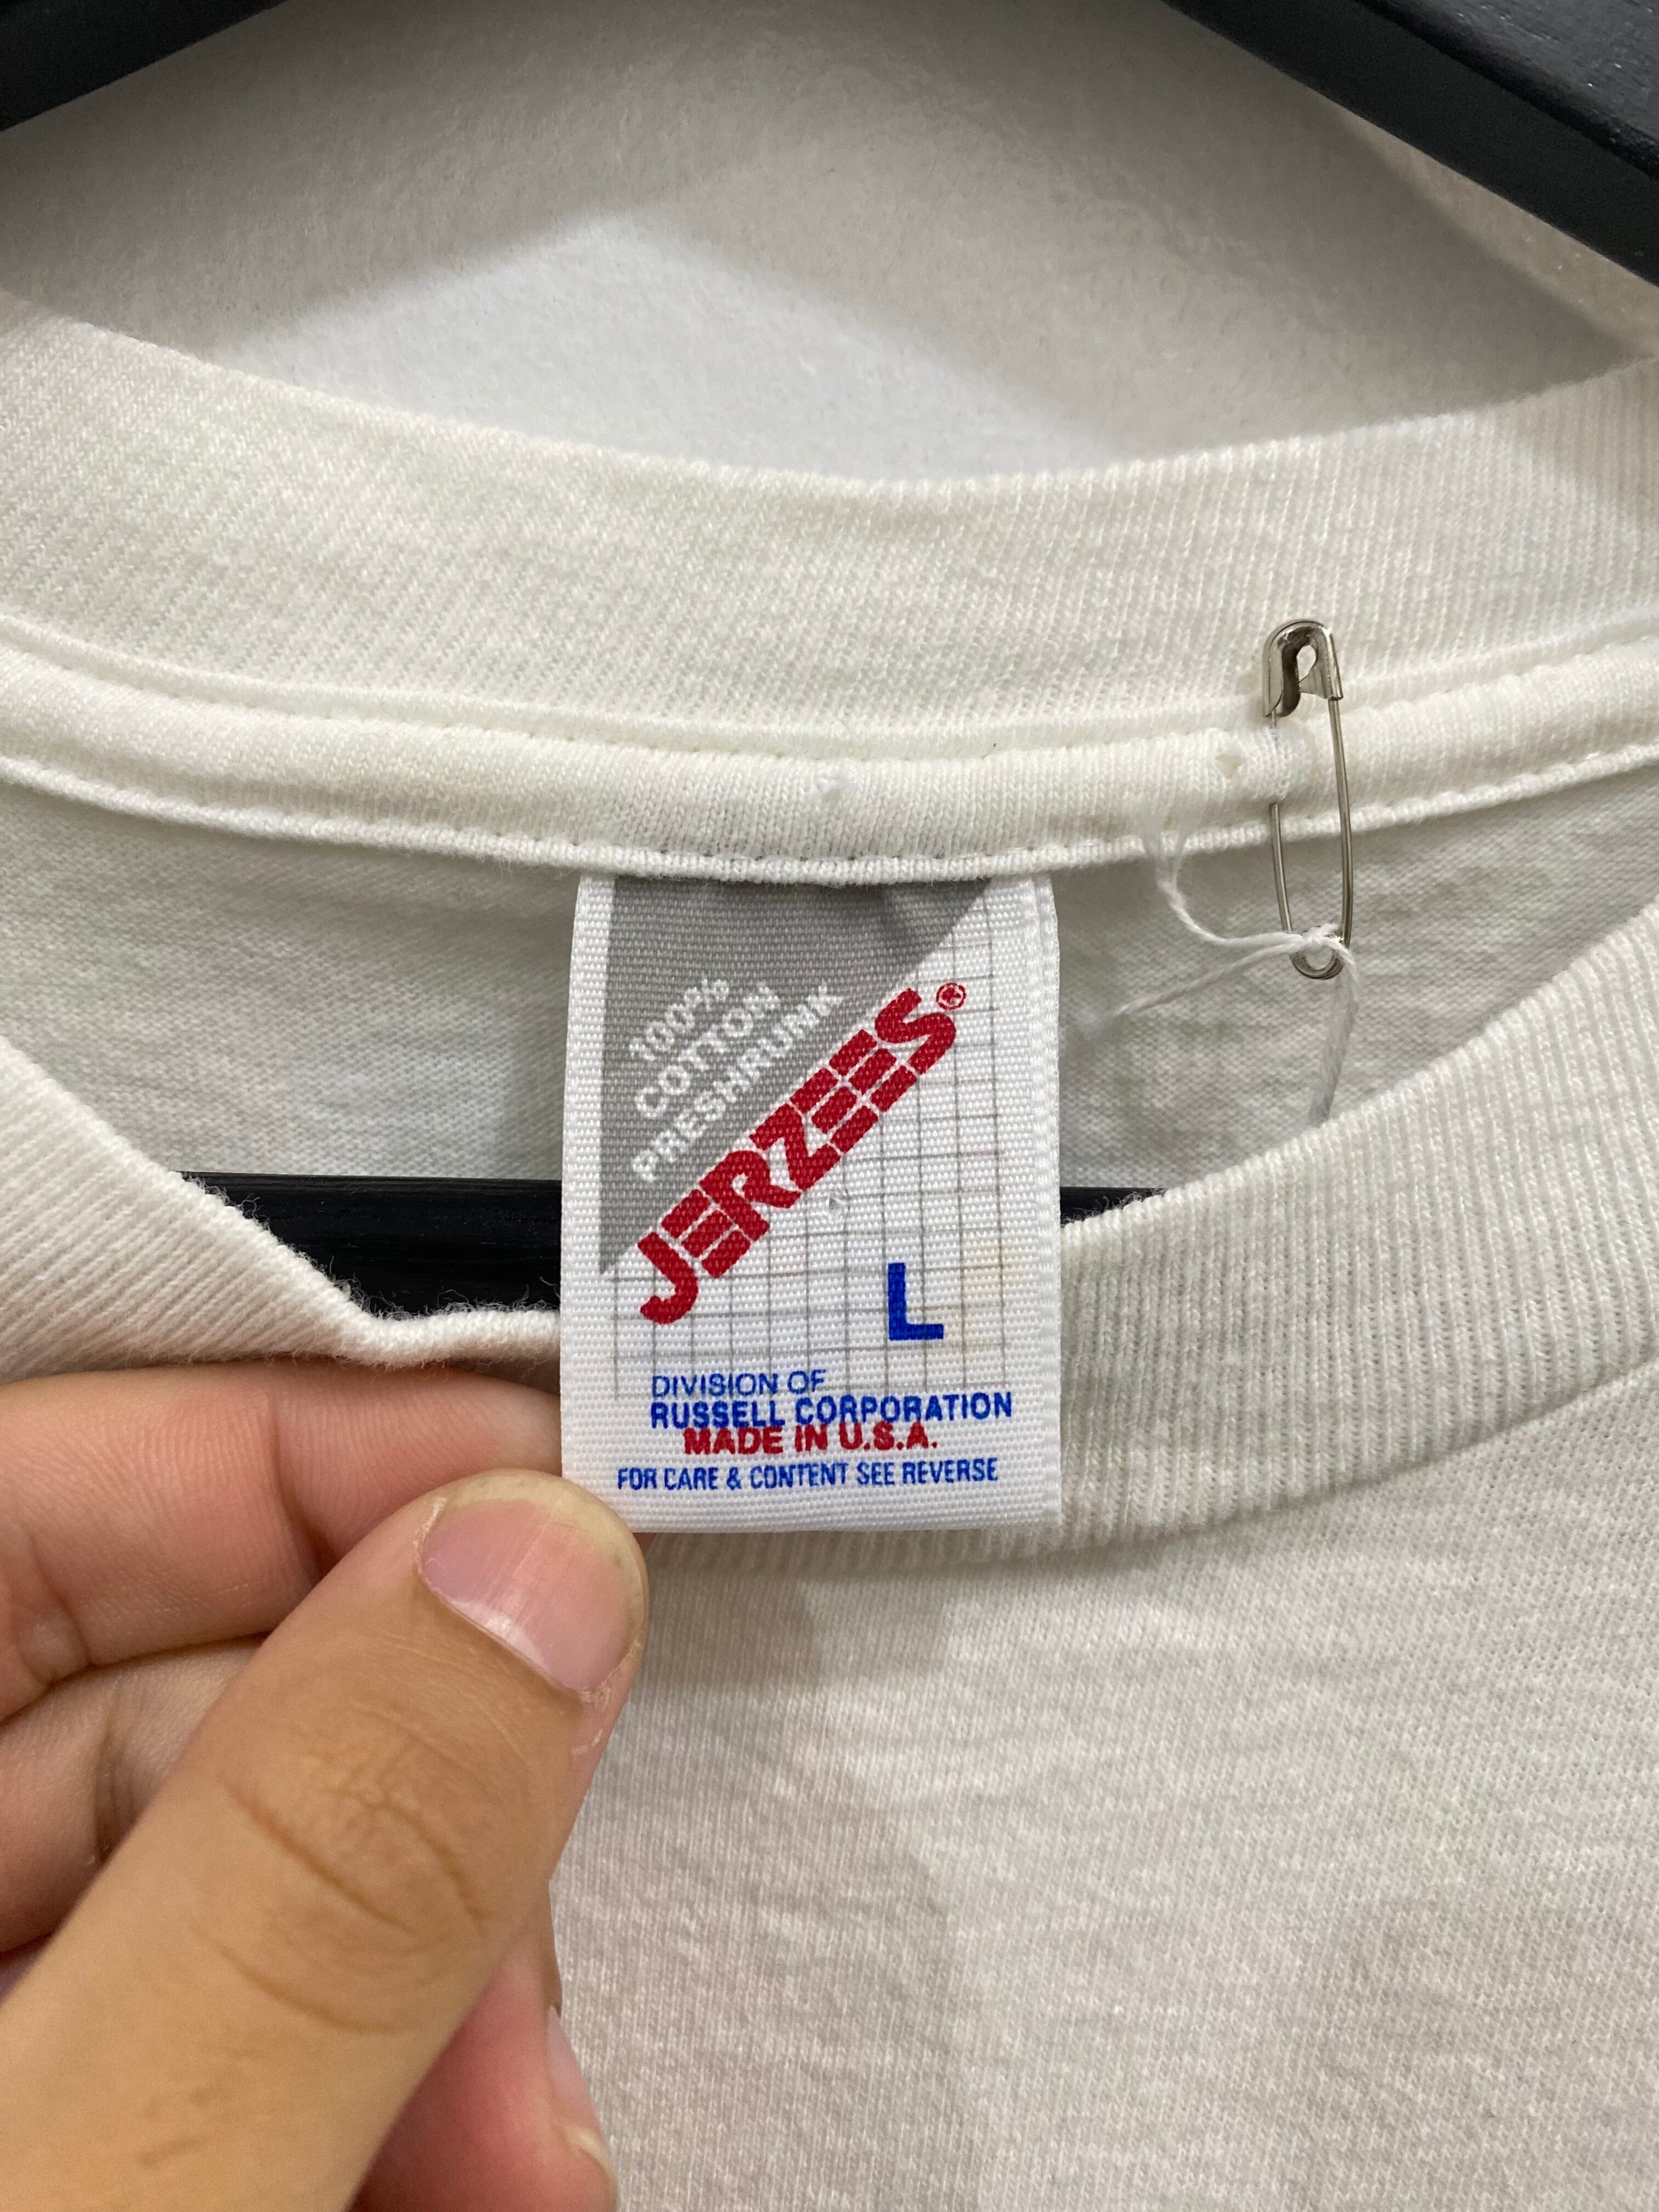 100%
COTTON
PRESHRUNK
JERZEES®
L
DIVISION OF
RUSSELL CORPORATION
MADE IN U.S.A.
FOR CARE & CONTENT SEE REVERSE